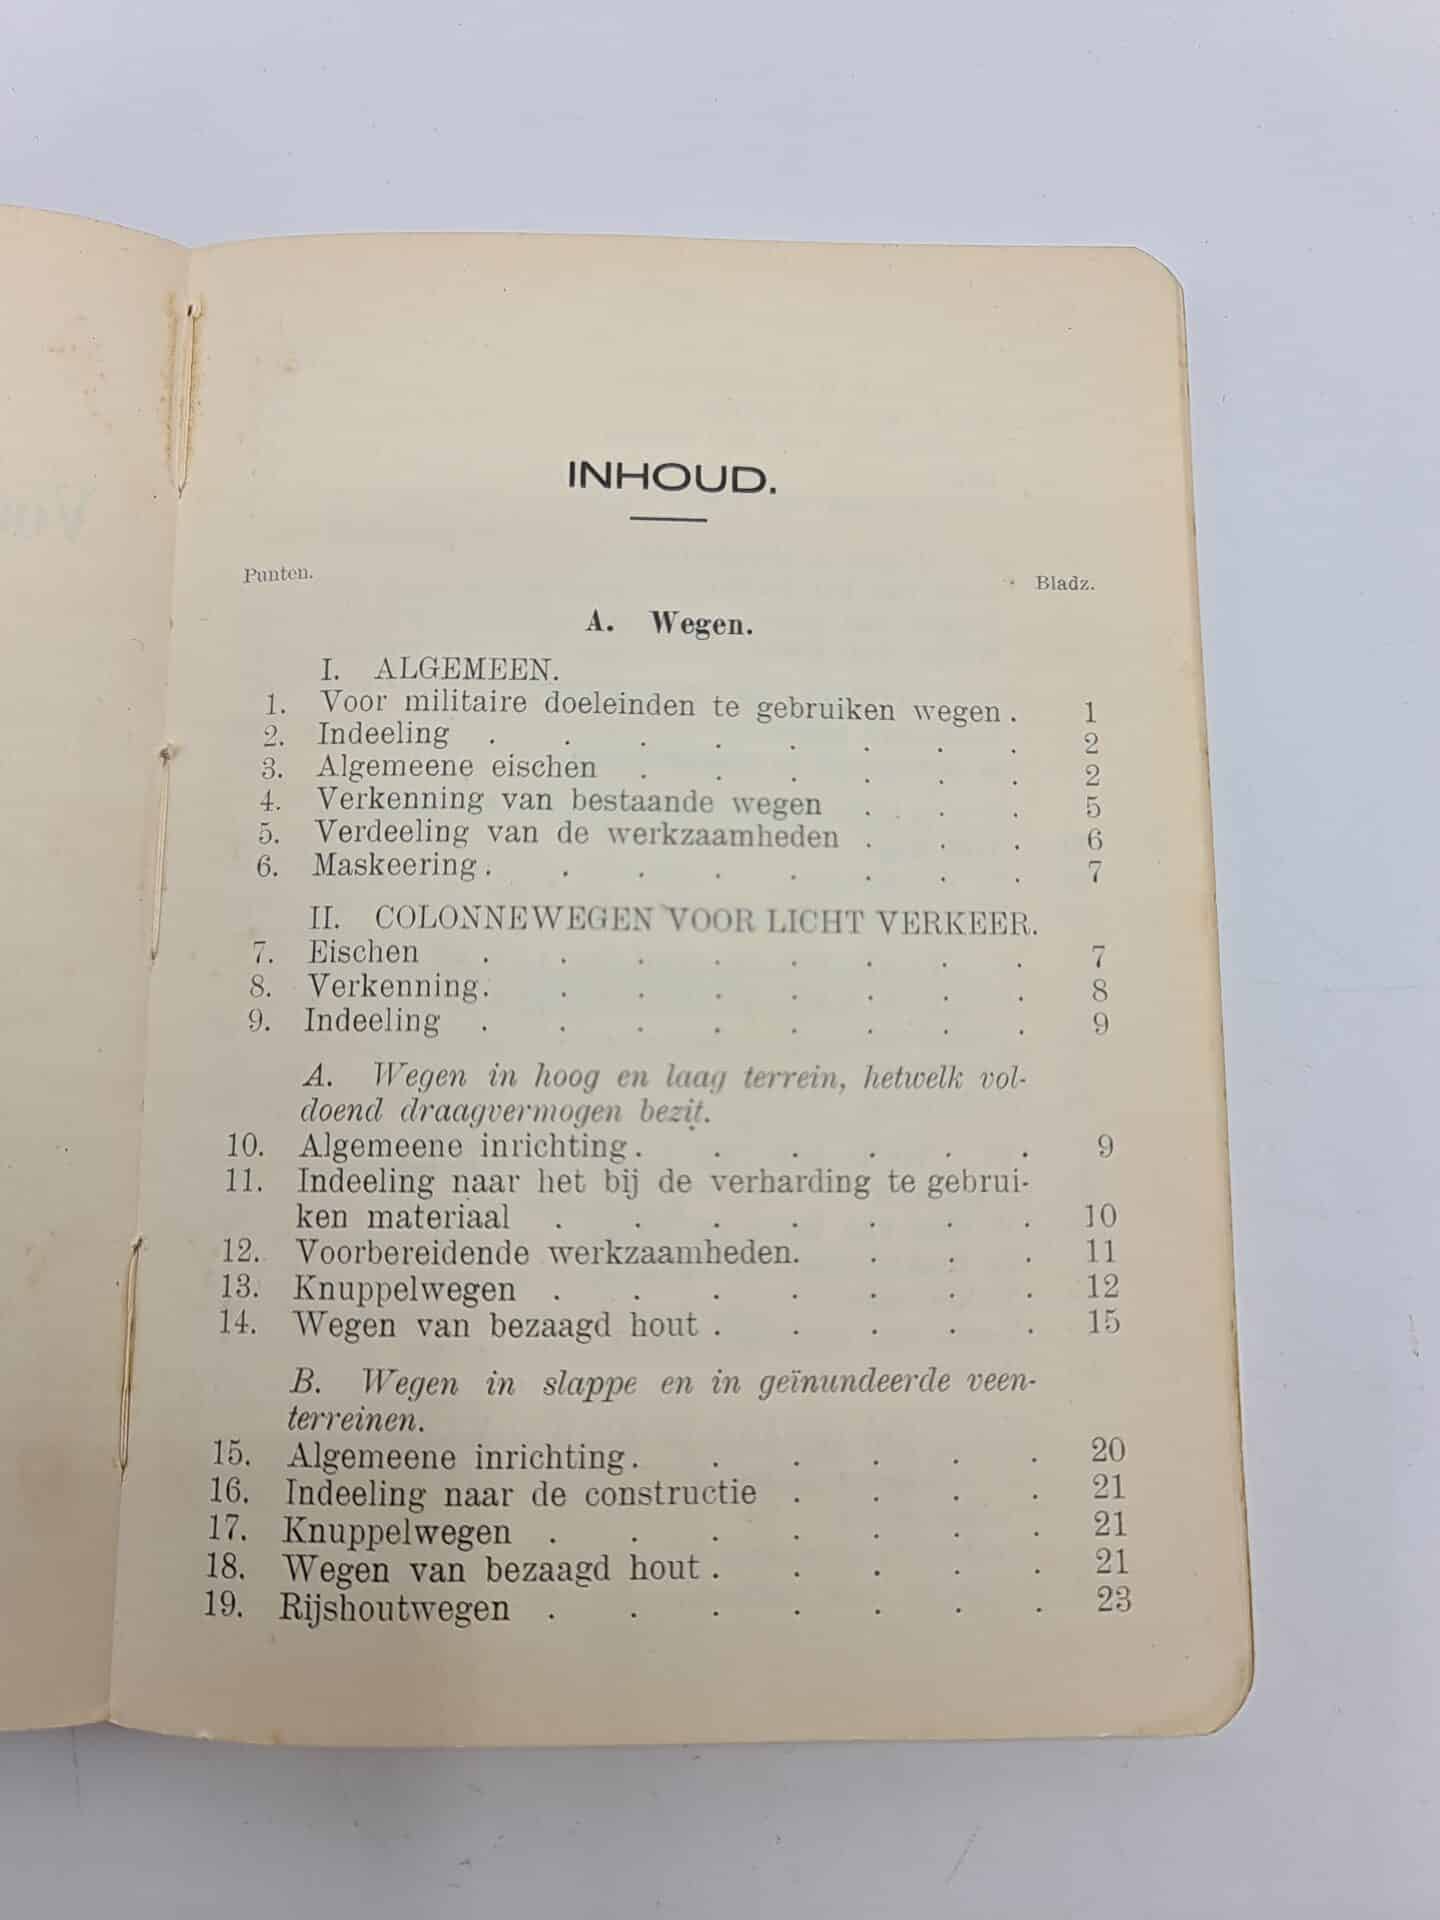 INHOUD.
Punten. Bladz.
A. Wegen.
I. ALGEMEEN.
1. Voor militaire doeleinden te gebruiken wegen . 1
2. Indeeling . . . . . . . . 2
3. Algemeene eischen . . . . . . 2
4. Verkenning van bestaande wegen . . . 5
5. Verdeeling van de werkzaamheden . . . 6
6. Maskeering . . . . . . . . 7
II. COLONNEWEGEN VOOR LICHT VERKEER.
7. Eischen . . . . . . . . 7
8. Verkenning . . . . . . . . 8
9. Indeeling . . . . . . . . 9
A. Wegen in hoog en laag terrein, hetwelk vol-
doend draagvermogen bezit.
10. Algemeene inrichting . . . . . . 9
11. Indeeling naar het bij de verharding te gebrui-
ken materiaal . . . . . . . 10
12. Voorbereidende werkzaamheden. . . . 11
13. Knuppelwegen . . . . . . . 12
14. Wegen van bezaagd hout . . . . . 15
B. Wegen in slappe en in geïnundeerde veen-
terreinen.
15. Algemeene inrichting . . . . . . 20
16. Indeeling naar de constructie . . . . 21
17. Knuppelwegen . . . . . . . 21
18. Wegen van bezaagd hout . . . . . 21
19. Rijshoutwegen . . . . . . . 23